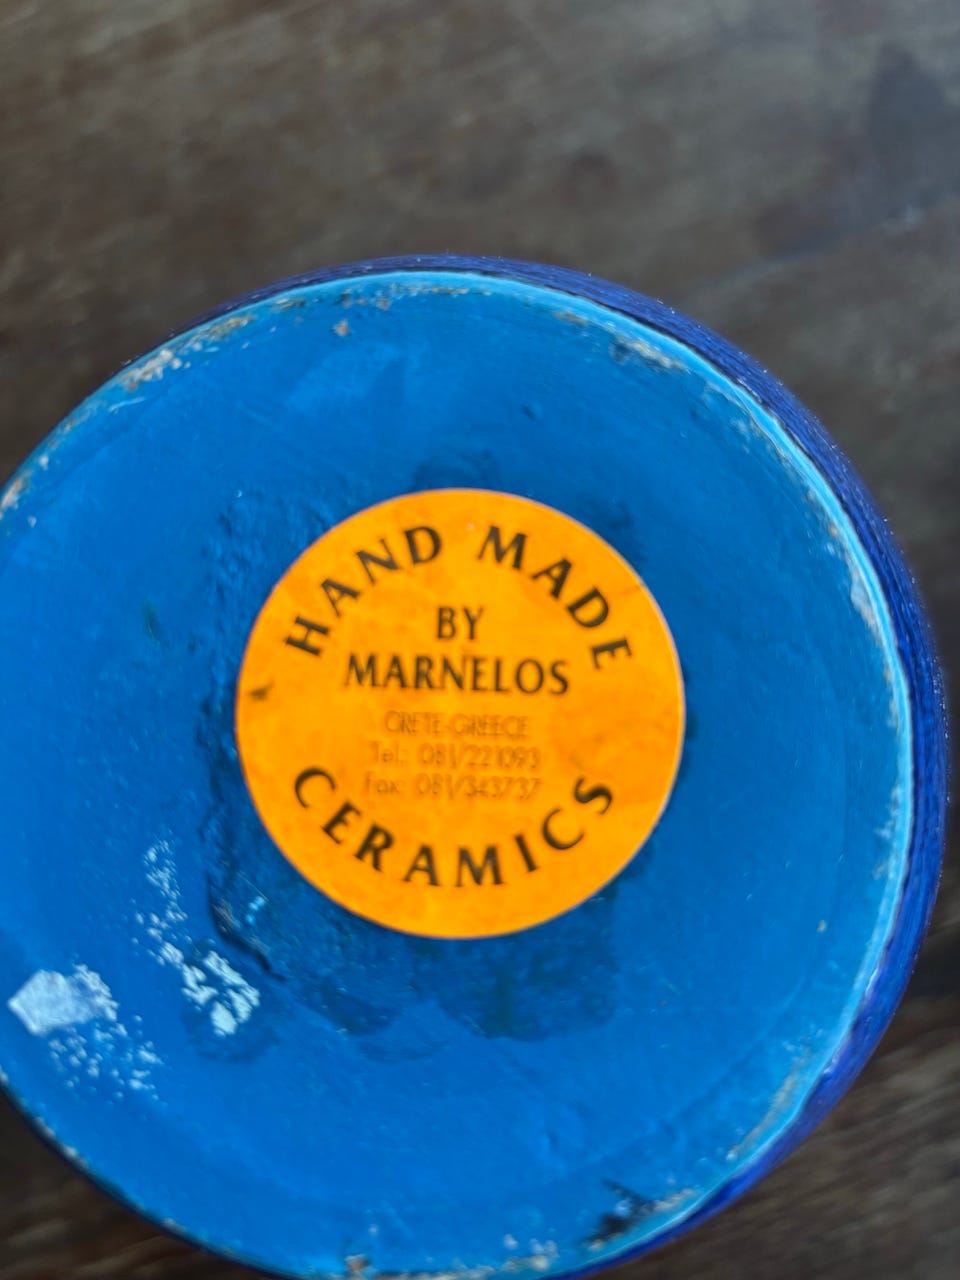 HAND MADE
BY
MARNELOS
CRETE-GREECE
Tel.: 081/221093
Fax: 081/343737
CERAMICS